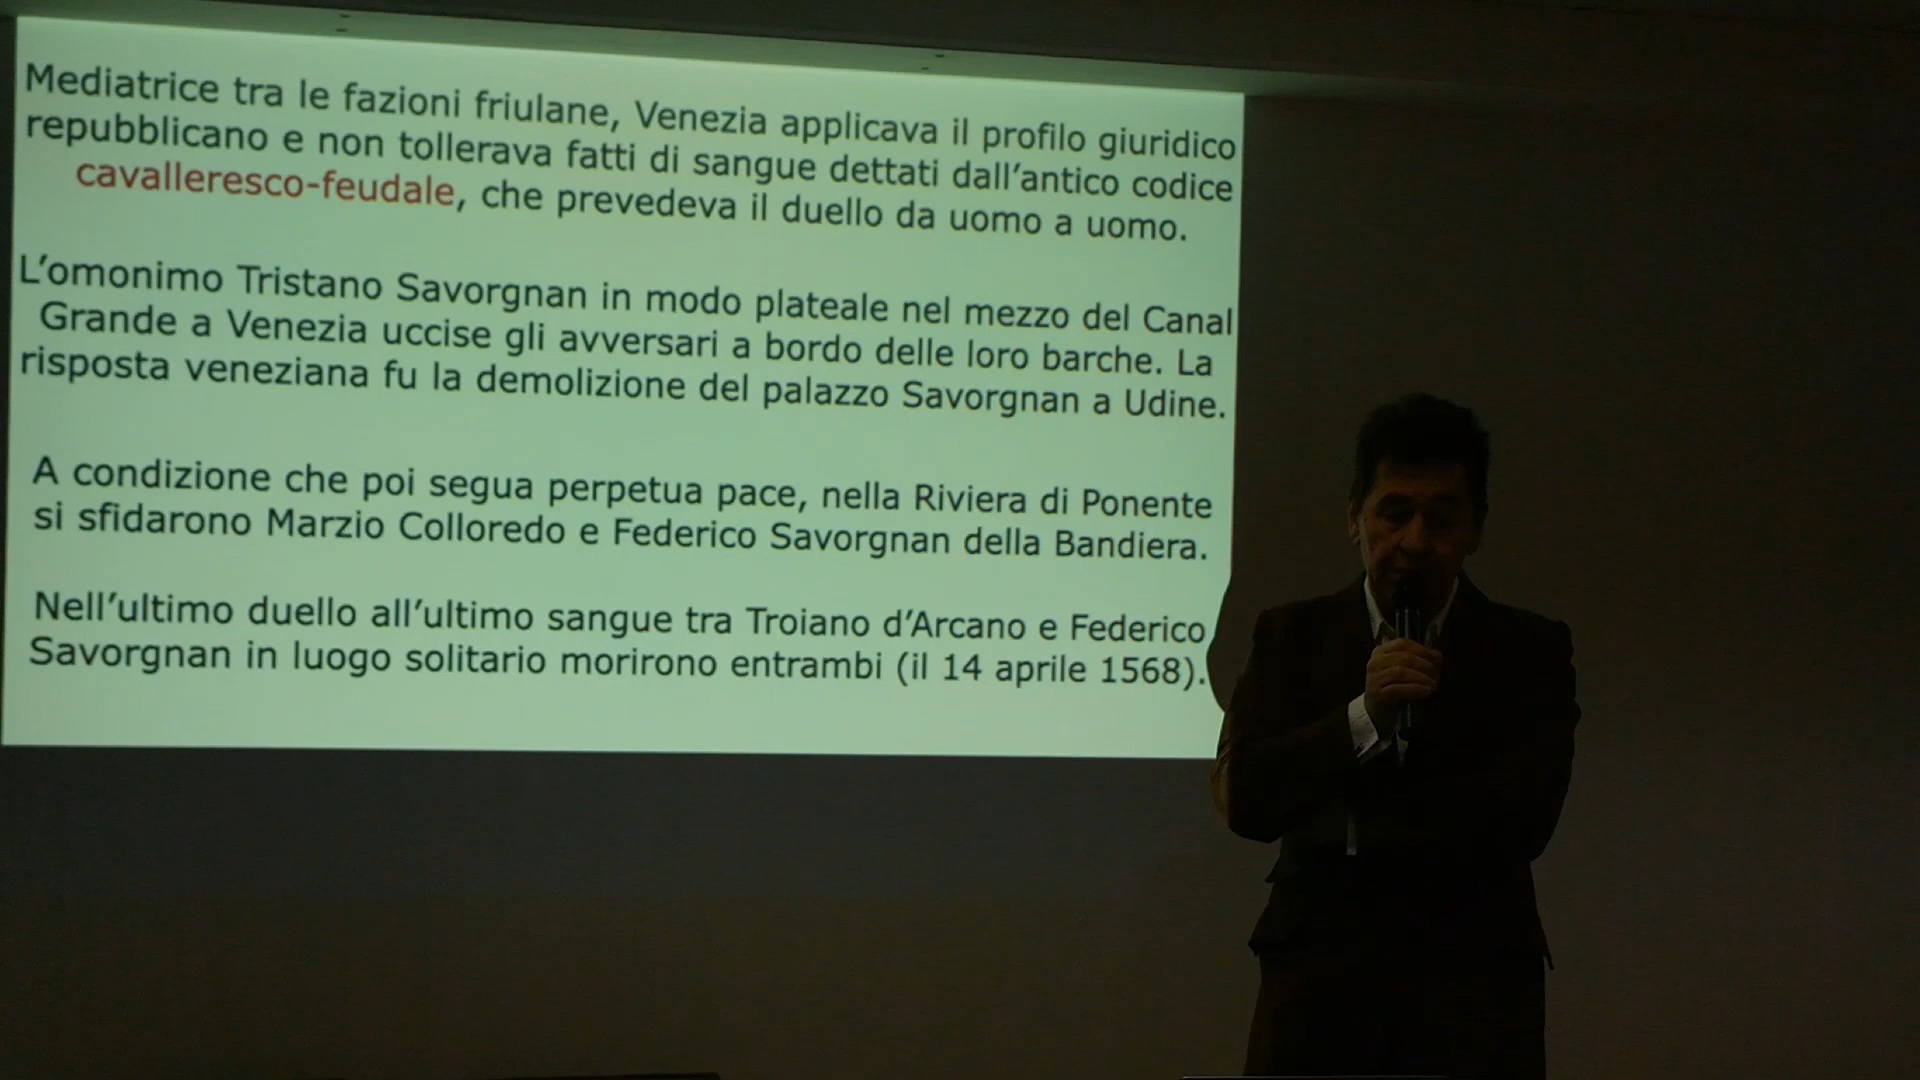 Mediatrice tra le fazioni friulane, Venezia applicava il profilo giuridico
repubblicano e non tollerava fatti di sangue dettati dall’antico codice
cavalleresco-feudale, che prevedeva il duello da uomo a uomo.
L’omonimo Tristano Savorgnan in modo plateale nel mezzo del Canal
Grande a Venezia uccise gli avversari a bordo delle loro barche. La
risposta veneziana fu la demolizione del palazzo Savorgnan a Udine.
A condizione che poi segua perpetua pace, nella Riviera di Ponente
si sfidarono Marzio Colloredo e Federico Savorgnan della Bandiera.
Nell’ultimo duello all’ultimo sangue tra Troiano d’Arcano e Federico
Savorgnan in luogo solitario morirono entrambi (il 14 aprile 1568).